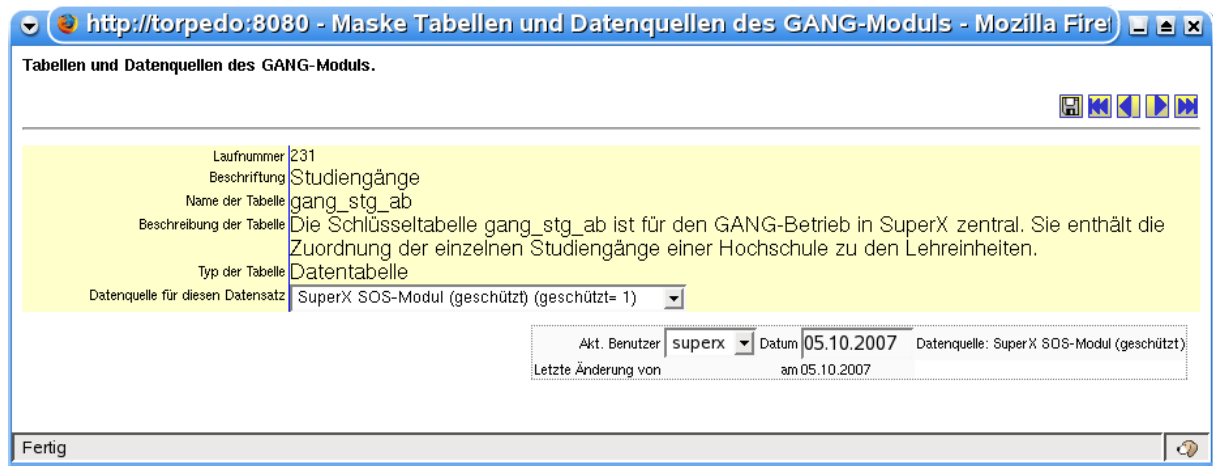 http://torpedo:8080 - Maske Tabellen und Datenquellen des GANG-Moduls - Mozilla Firef
Tabellen und Datenquellen des GANG-Moduls.
Laufnummer 231
Beschriftung Studiengänge
Name der Tabelle gang_stg_ab
Beschreibung der Tabelle Die Schlüsseltabelle gang_stg_ab ist für den GANG-Betrieb in SuperX zentral. Sie enthält die
Zuordnung der einzelnen Studiengänge einer Hochschule zu den Lehreinheiten.
Typ der Tabelle Datentabelle
Datenquelle für diesen Datensatz SuperX SOS-Modul (geschützt) (geschützt= 1)
Akt. Benutzer superx Datum 05.10.2007 Datenquelle: SuperX SOS-Modul (geschützt)
Letzte Änderung von am 05.10.2007
Fertig